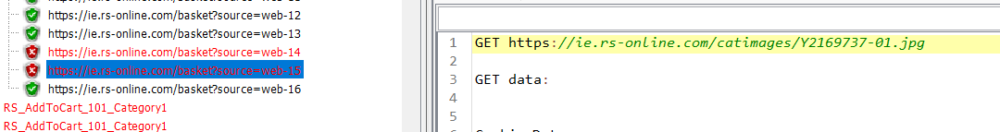 https://ie.rs-online.com/basket?source=web-12
https://ie.rs-online.com/basket?source=web-13
https://ie.rs-online.com/basket?source=web-14
https://ie.rs-online.com/basket?source=web-15
https://ie.rs-online.com/basket?source=web-16
RS_AddToCart_101_Category1
RS_AddToCart_101_Category1
1 GET https://ie.rs-online.com/catimages/Y2169737-01.jpg
2
3 GET data:
4
5